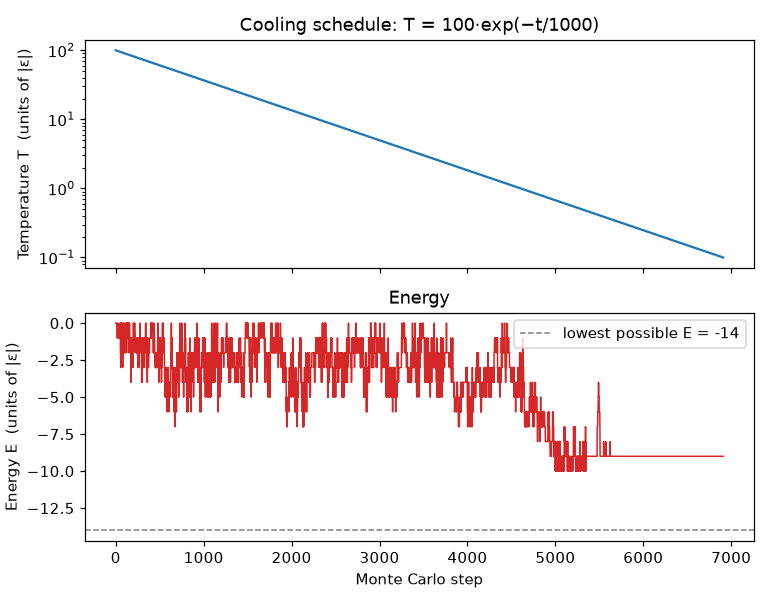 Cooling schedule: T = 100·exp(−t/1000)
Temperature T (units of |ε|)
10²
10¹
10⁰
10⁻¹
Energy
Energy E (units of |ε|)
0.0
−2.5
−5.0
−7.5
−10.0
−12.5
lowest possible E = -14
0 1000 2000 3000 4000 5000 6000 7000
Monte Carlo step